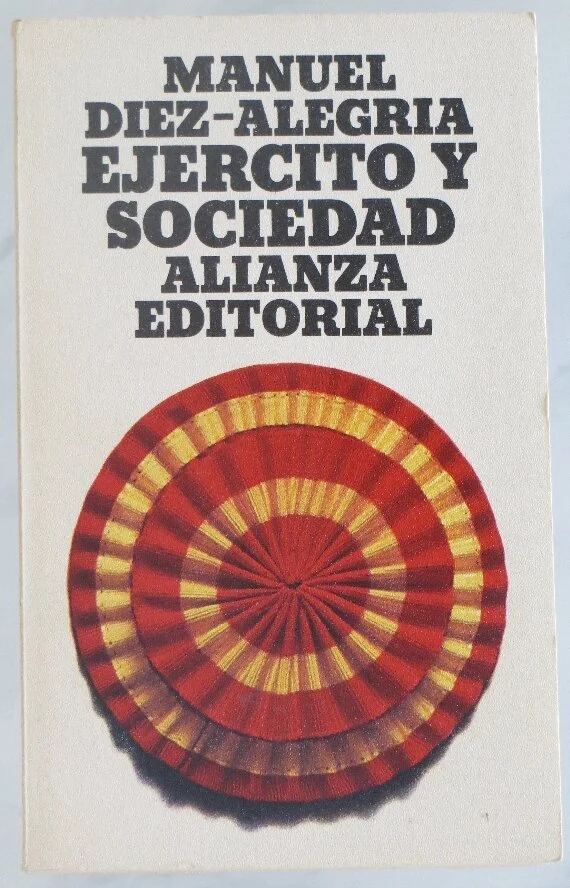 MANUEL
DIEZ-ALEGRIA
EJERCITO Y
SOCIEDAD
ALIANZA
EDITORIAL